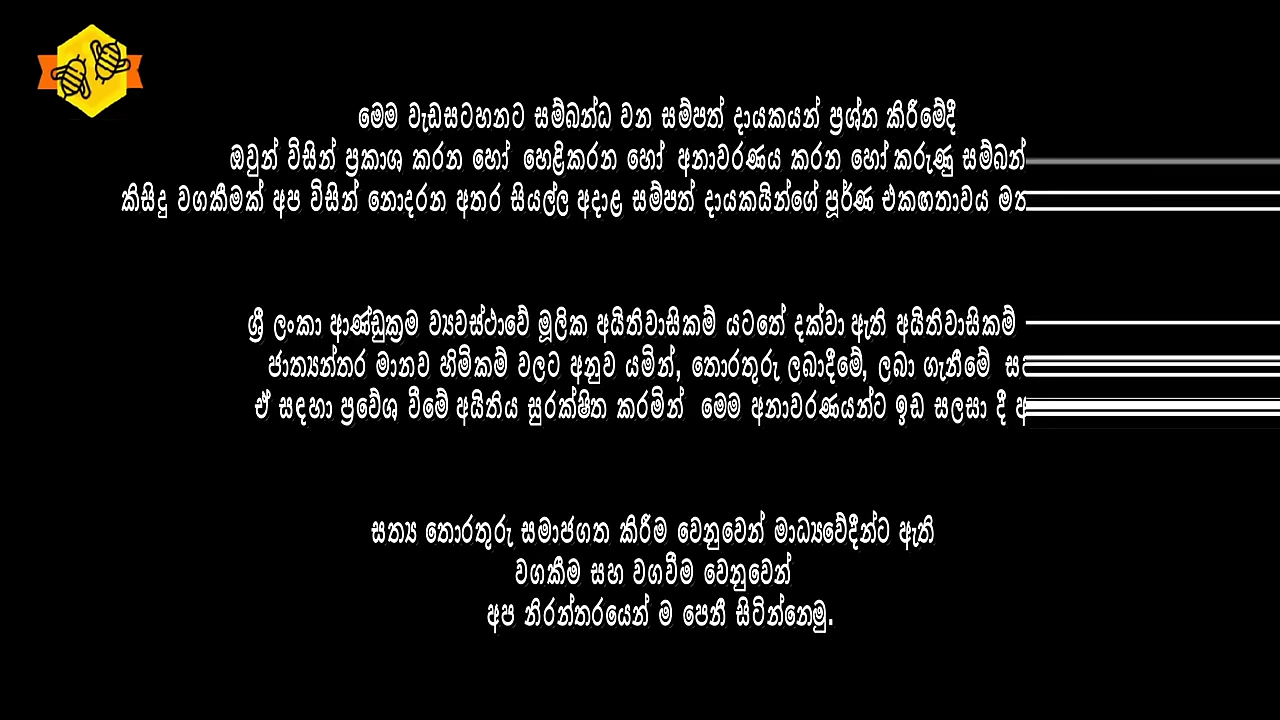 මෙම වැඩසටහනට සම්බන්ධ වන සම්පත් දායකයන් ප්‍රශ්න කිරීමේදී
ඔවුන් විසින් ප්‍රකාශ කරන හෝ හෙළිකරන හෝ අනාවරණය කරන හෝ කරුණු
කිසිදු වගකීමක් අප විසින් නොදරන අතර සියල්ල අදාළ සම්පත් දායකයින්ගේ පූර්ණ එකඟතාවය
ශ්‍රී ලංකා ආණ්ඩුක්‍රම ව්‍යවස්ථාවේ මූලික අයිතිවාසිකම් යටතේ දක්වා ඇති අයිතිවාසිකම්
ජාත්‍යන්තර මානව හිමිකම් වලට අනුව යමින්, තොරතුරු ලබාදීමේ, ලබා ගැනීමේ
ඒ සඳහා ප්‍රවේශ වීමේ අයිතිය සුරක්ෂිත කරමින් මෙම අනාවරණයන්ට ඉඩ සලසා දී
සත්‍ය තොරතුරු සමාජගත කිරීම වෙනුවෙන් මාධ්‍යවේදීන්ට ඇති
වගකීම සහ වගවීම වෙනුවෙන්
අප නිරන්තරයෙන් ම පෙනී සිටින්නෙමු.